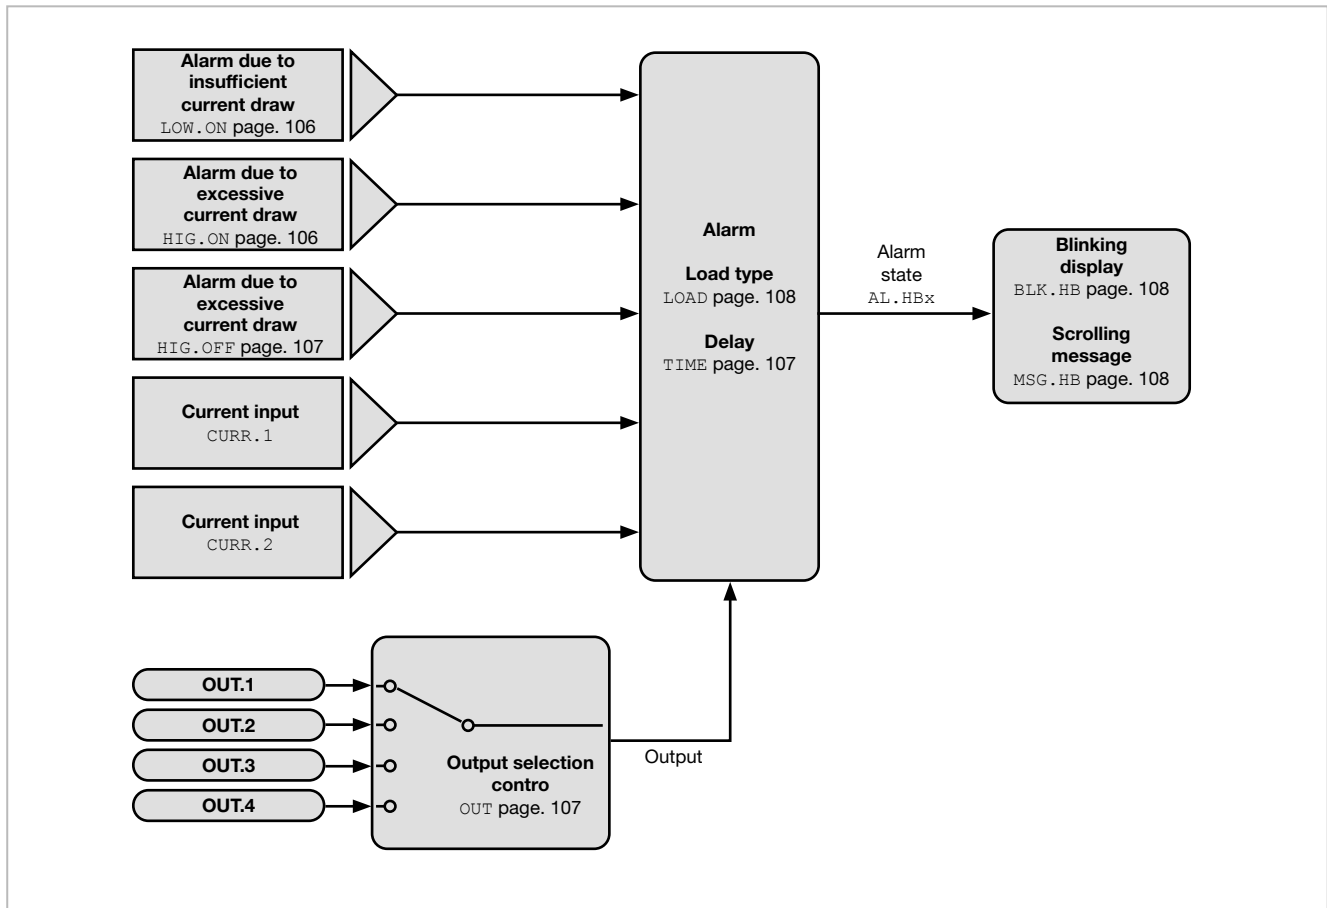 Alarm due to
insufficient
current draw
LOW.ON page. 106
Alarm due to
excessive
current draw
HIG.ON page. 106
Alarm due to
excessive
current draw
HIG.OFF page. 107
Current input
CURR.1
Current input
CURR.2
Alarm
Load type
LOAD page. 108
Delay
TIME page. 107
Alarm
state
AL.HBx
Blinking
display
BLK.HB page. 108
Scrolling
message
MSG.HB page. 108
OUT.1
OUT.2
OUT.3
OUT.4
Output selection
contro
OUT page. 107
Output